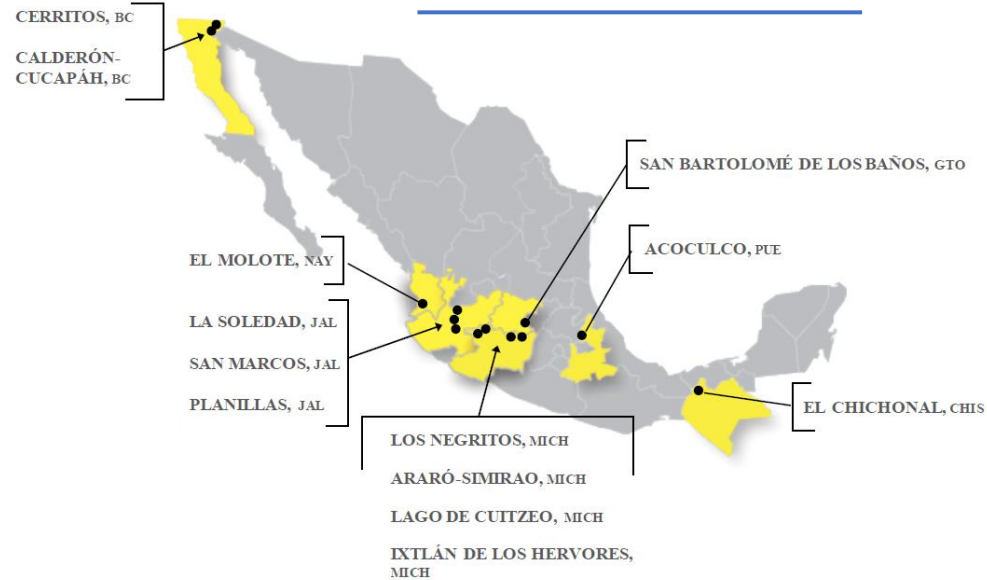 CERRITOS, BC
CALDERÓN-
CUCAPÁH, BC
SAN BARTOLOMÉ DE LOS BAÑOS, GTO
ACOCULCO, PUE
EL MOLOTE, NAY
LA SOLEDAD, JAL
SAN MARCOS, JAL
PLANILLAS, JAL
EL CHICHONAL, CHIS
LOS NEGRITOS, MICH
ARARÓ-SIMIRAO, MICH
LAGO DE CUITZEO, MICH
IXTLÁN DE LOS HERVORES,
MICH